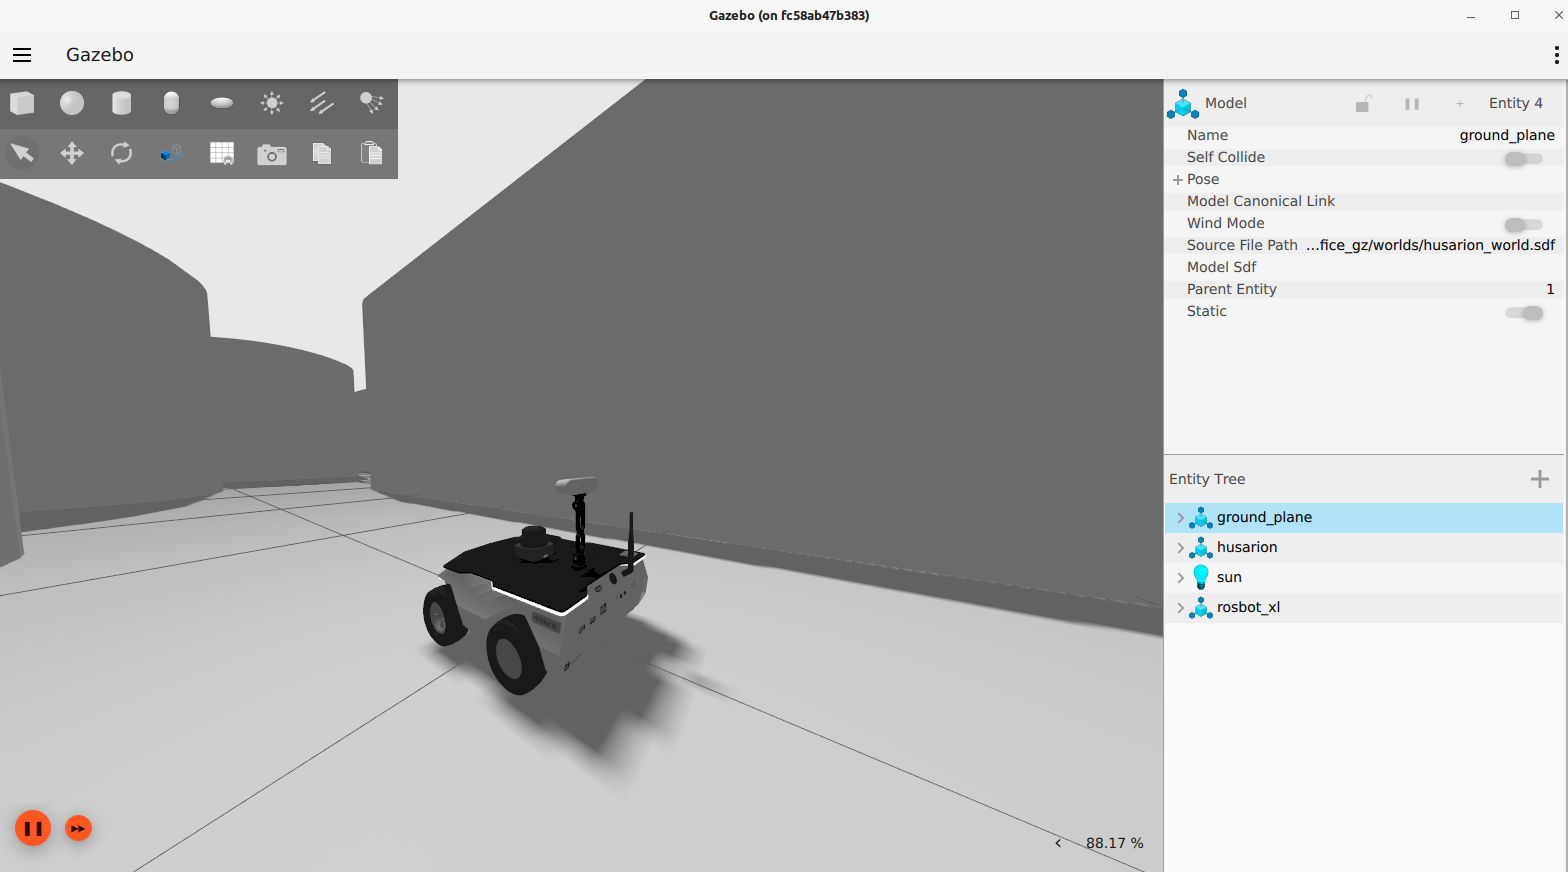 Gazebo (on fc58ab47b383)
Gazebo
Model
Entity 4
Name ground_plane
Self Collide
Pose
Model Canonical Link
Wind Mode
Source File Path ...fice_gz/worlds/husarion_world.sdf
Model Sdf
Parent Entity 1
Static
Entity Tree
ground_plane
husarion
sun
rosbot_xl
88.17 %